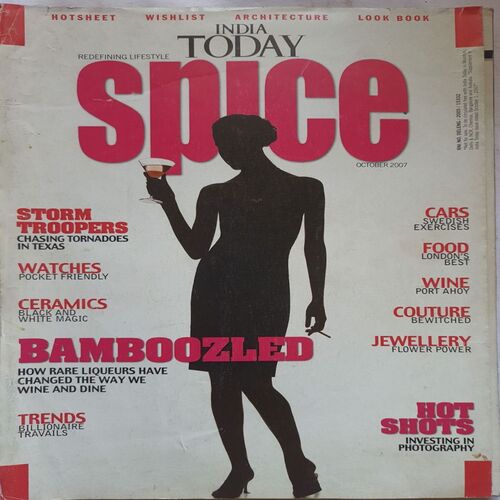 HOTSHEET WISHLIST ARCHITECTURE LOOK BOOK
INDIA
TODAY
REDEFINING LIFESTYLE
spice
OCTOBER 2007
STORM
TROOPERS
CHASING TORNADOES
IN TEXAS
WATCHES
POCKET FRIENDLY
CERAMICS
BLACK AND
WHITE MAGIC
BAMBOOZLED
HOW RARE LIQUEURS HAVE
CHANGED THE WAY WE
WINE AND DINE
TRENDS
BILLIONAIRE
TRAVAILS
CARS
SWEDISH
EXERCISES
FOOD
LONDON'S
BEST
WINE
PORT AHOY
COUTURE
BEWITCHED
JEWELLERY
FLOWER POWER
HOT
SHOTS
INVESTING IN
PHOTOGRAPHY